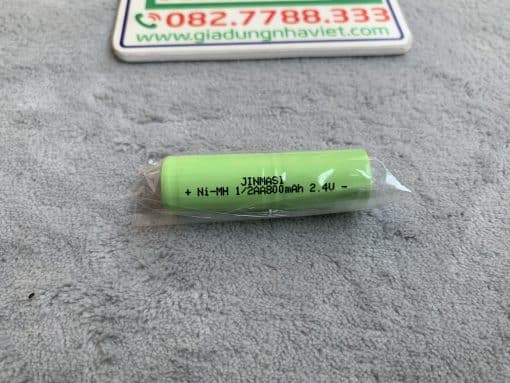 082.7788.333
www.giadungnhaviet.com
JINMASI
+ Ni-MH 1/2AA800mAh 2.4V -